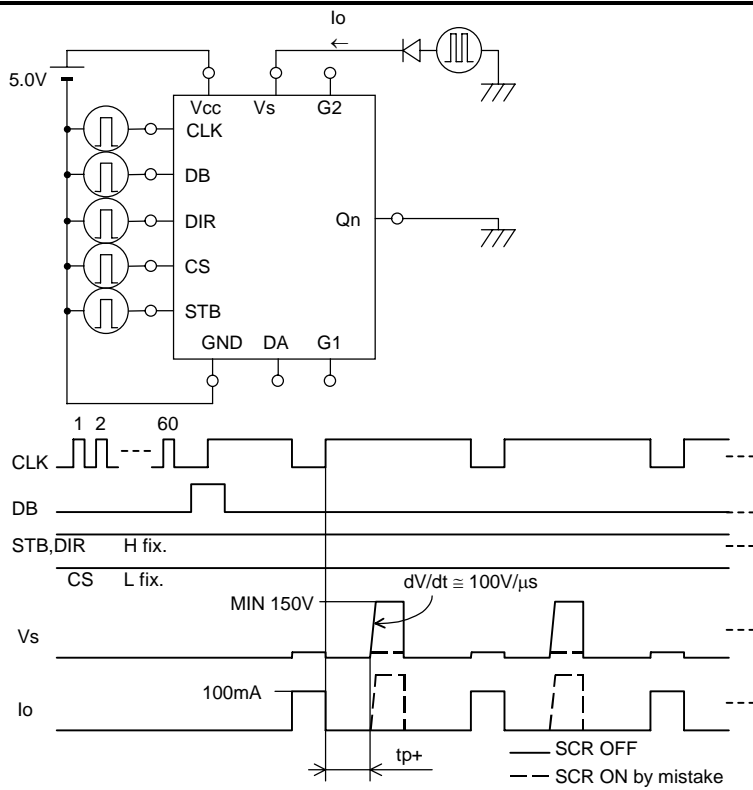 Io
5.0V
Vcc Vs G2
CLK
DB
DIR
Qn
CS
STB
GND DA G1
1 2 60
CLK
DB
STB,DIR H fix.
CS L fix.
dV/dt ≅ 100V/μs
MIN 150V
Vs
100mA
Io
tp+
SCR OFF
SCR ON by mistake